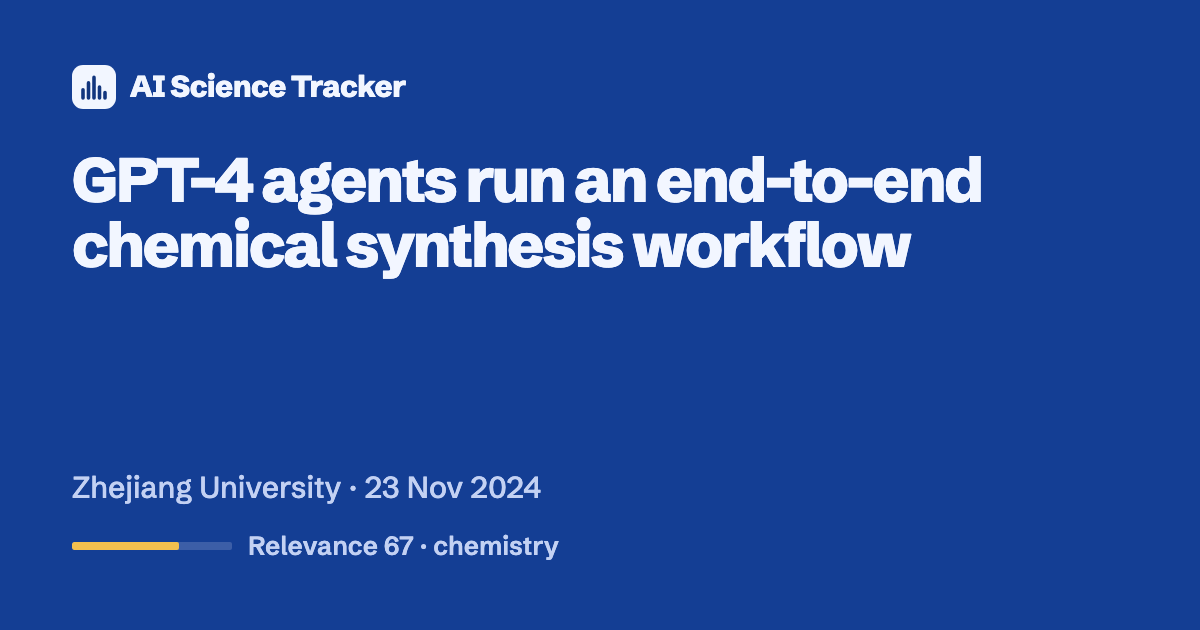 AI Science Tracker
GPT-4 agents run an end-to-end
chemical synthesis workflow
Zhejiang University · 23 Nov 2024
Relevance 67 · chemistry